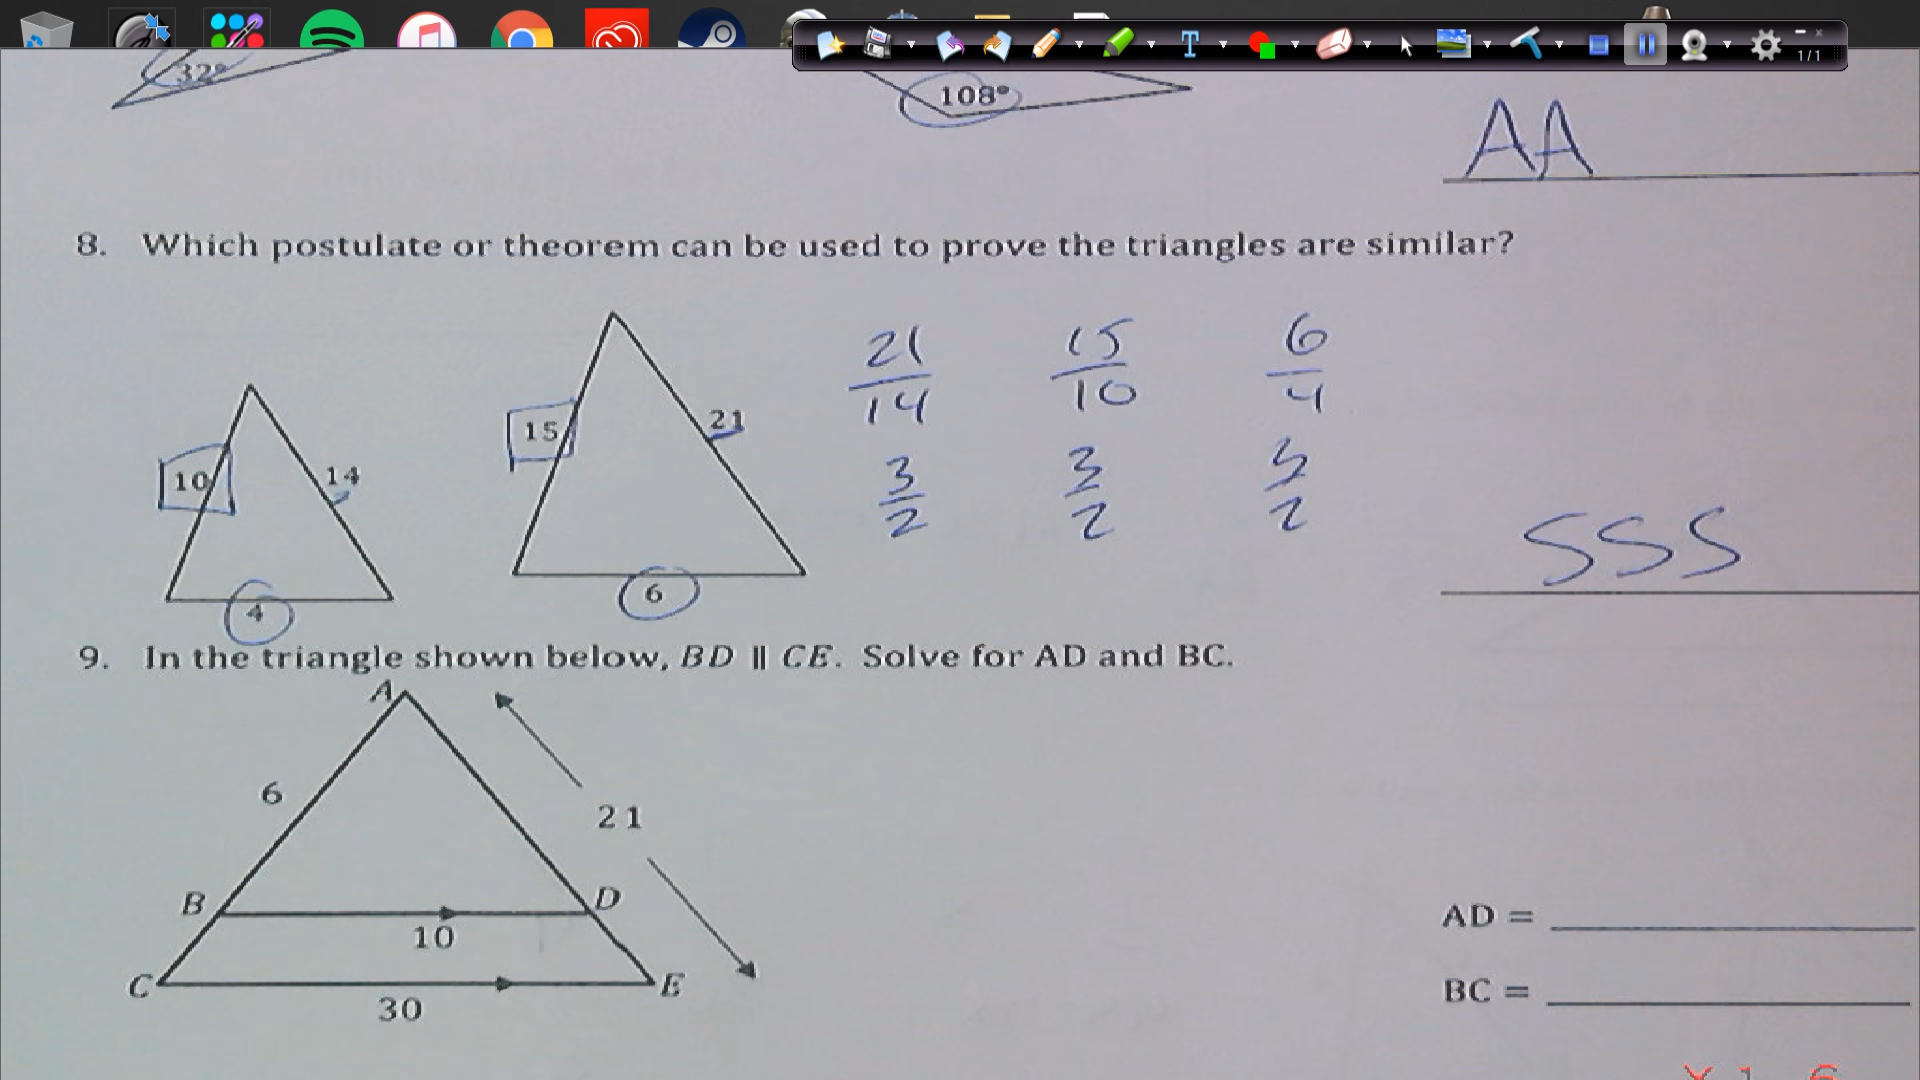 1/1
32°
108°
AA
8. Which postulate or theorem can be used to prove the triangles are similar?
21/14 15/10 6/4
3/2 3/2 3/2
10
14
4
15
21
6
SSS
9. In the triangle shown below, BD ∥ CE. Solve for AD and BC.
A
6
21
B
D
10
C
E
30
AD =
BC =